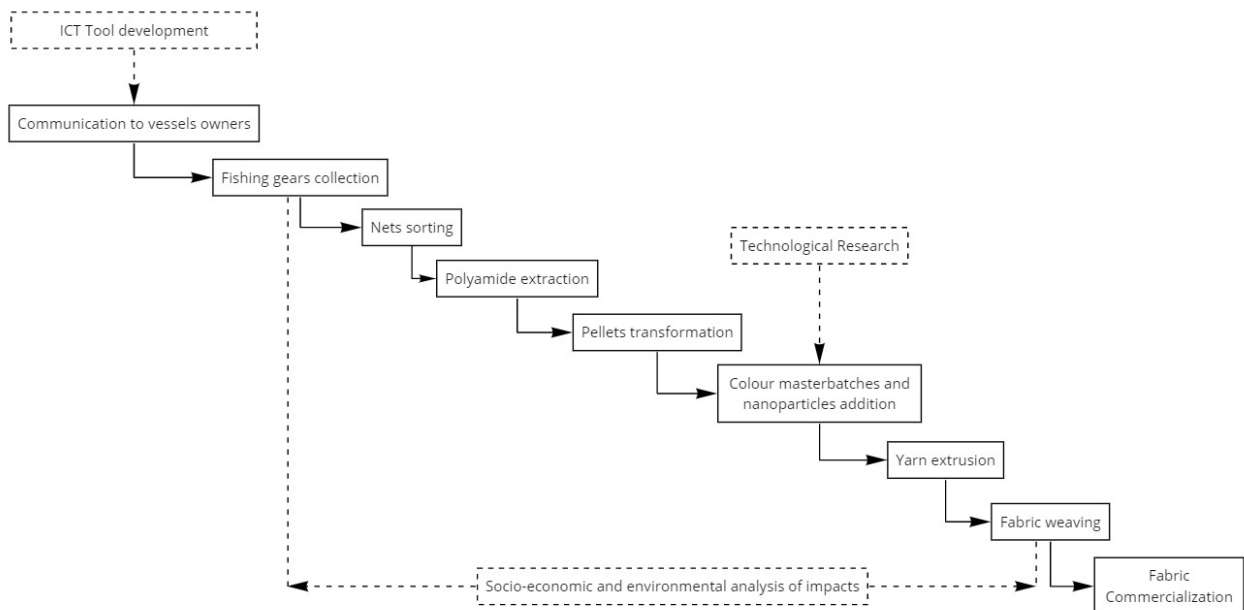 ICT Tool development
Communication to vessels owners
Fishing gears collection
Nets sorting
Technological Research
Polyamide extraction
Pellets transformation
Colour masterbatches and
nanoparticles addition
Yarn extrusion
Fabric weaving
Socio-economic and environmental analysis of impacts
Fabric
Commercialization